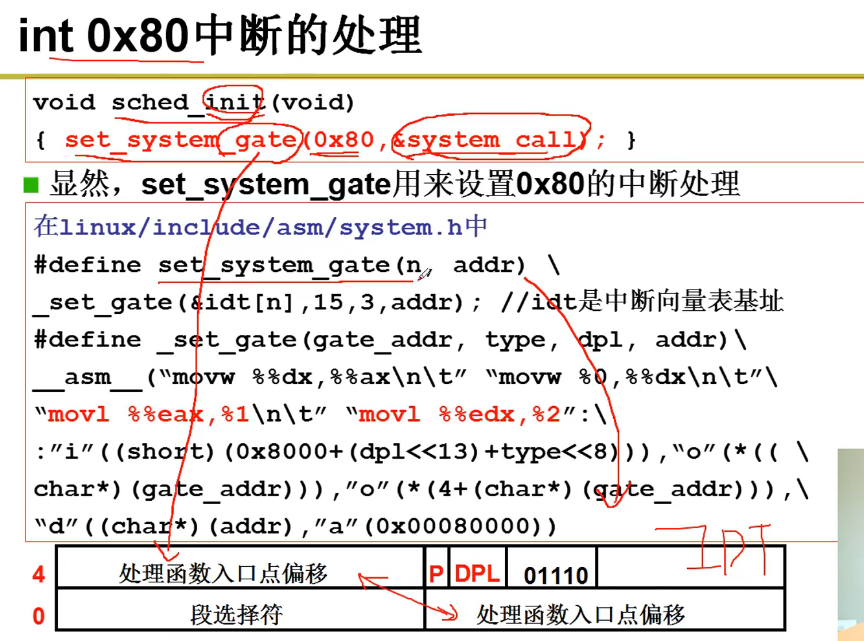 int 0x80中断的处理
void sched_init(void)
{ set_system_gate(0x80,&system_call); }
显然，set_system_gate用来设置0x80的中断处理
在linux/include/asm/system.h中
#define set_system_gate(n, addr) \
_set_gate(&idt[n],15,3,addr); //idt是中断向量表基址
#define _set_gate(gate_addr, type, dpl, addr)\
__asm__(“movw %%dx,%%ax\n\t” “movw %0,%%dx\n\t”\
“movl %%eax,%1\n\t” “movl %%edx,%2”:\
:”i”((short)(0x8000+(dpl<<13)+type<<8))),“o”(*(( \
char*)(gate_addr))),”o”(*(4+(char*)(gate_addr))),\
“d”((char*)(addr),”a”(0x00080000))
IDT
4 处理函数入口点偏移 P DPL 01110
0 段选择符 处理函数入口点偏移